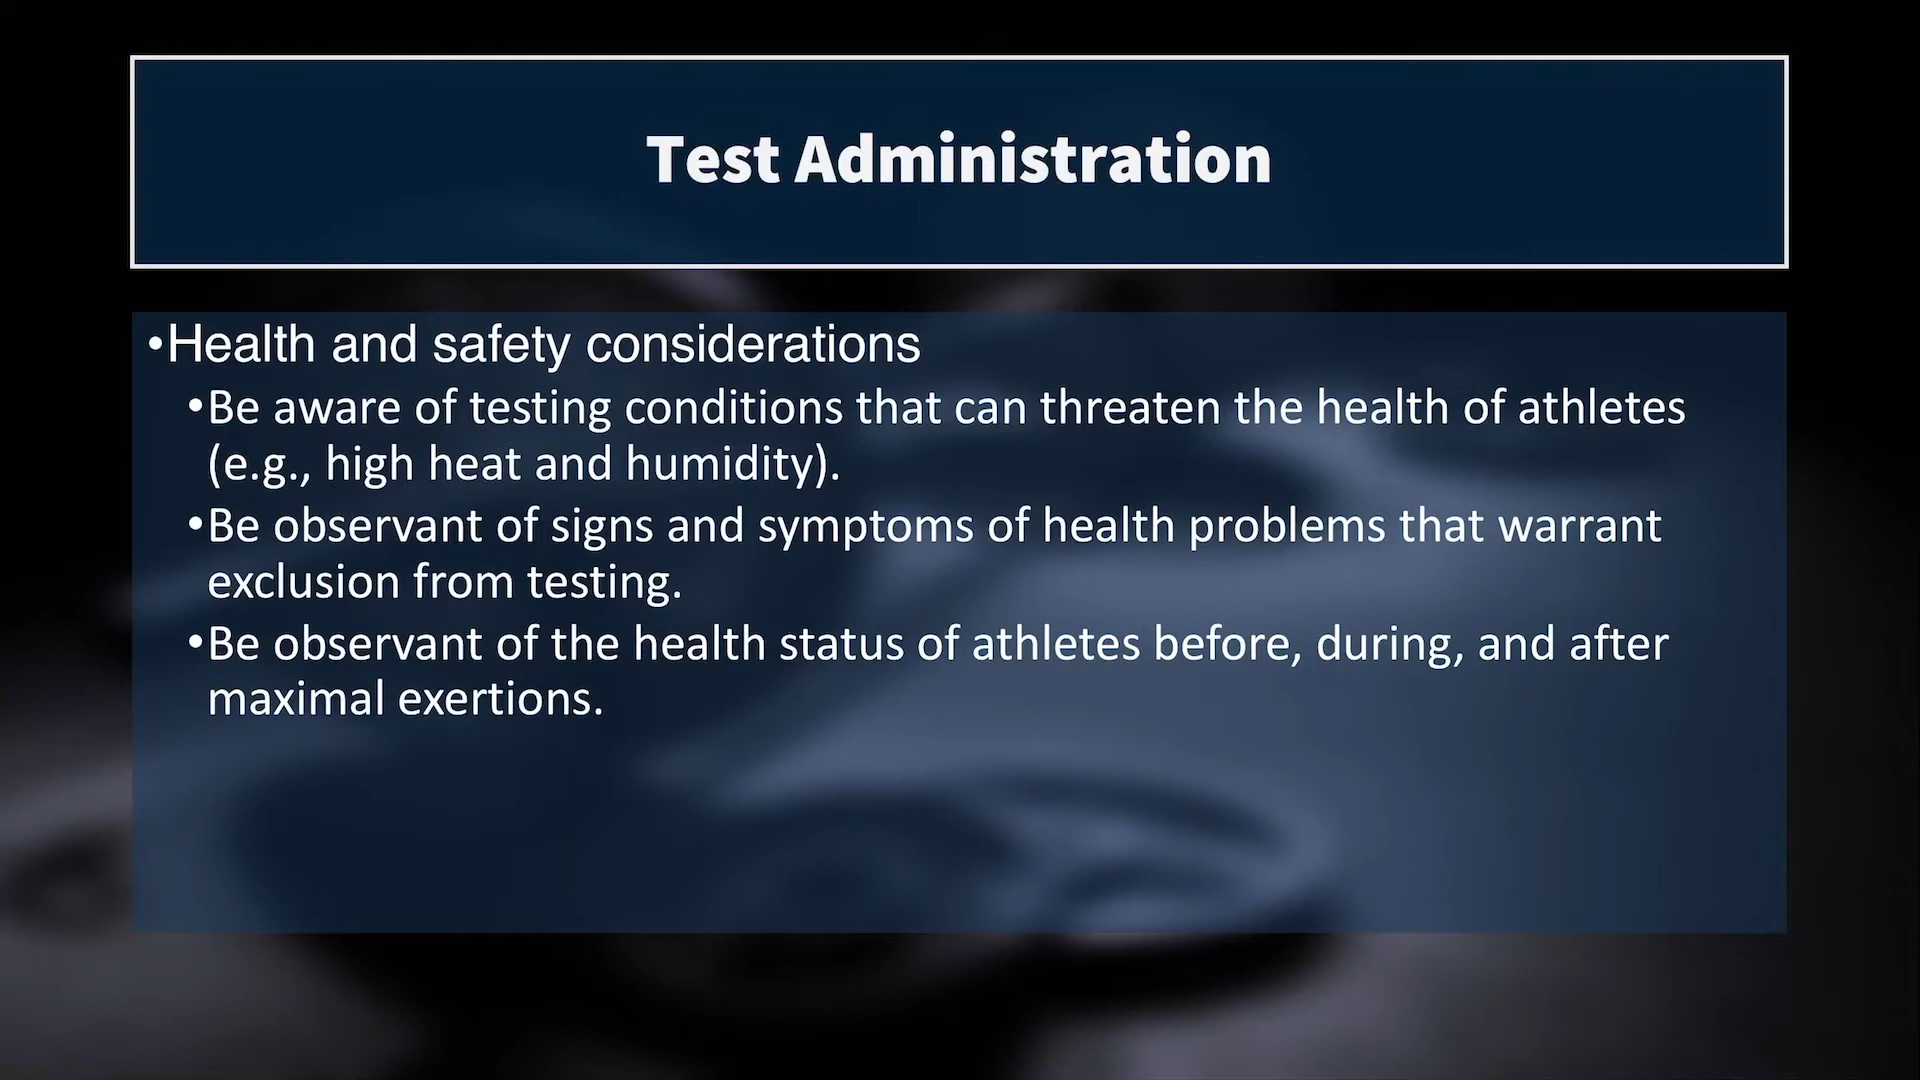 Test Administration
•Health and safety considerations
•Be aware of testing conditions that can threaten the health of athletes
(e.g., high heat and humidity).
•Be observant of signs and symptoms of health problems that warrant
exclusion from testing.
•Be observant of the health status of athletes before, during, and after
maximal exertions.